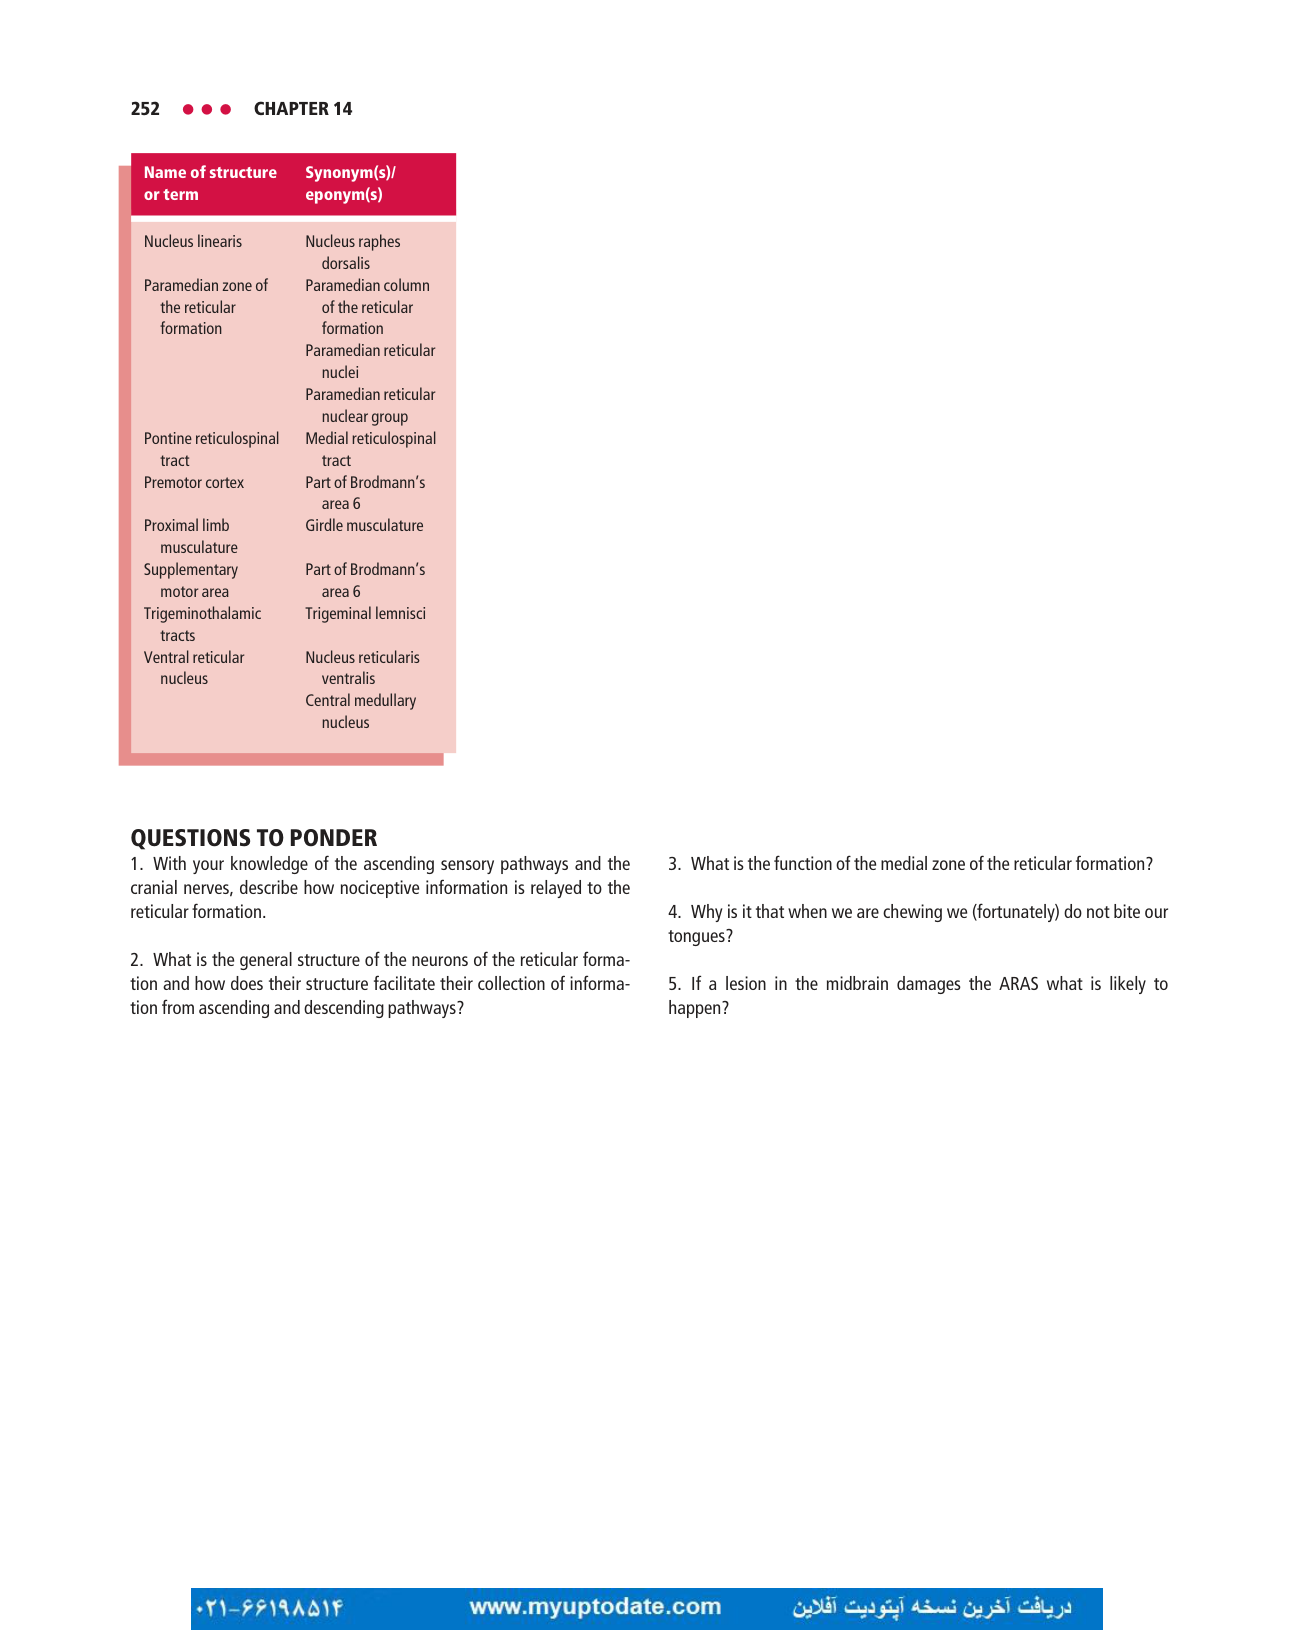 252 ● ● ● CHAPTER 14
Name of structure
or term
Synonym(s)/
eponym(s)
Nucleus linearis
Nucleus raphes
dorsalis
Paramedian zone of
the reticular
formation
Paramedian column
of the reticular
formation
Paramedian reticular
nuclei
Paramedian reticular
nuclear group
Pontine reticulospinal
tract
Medial reticulospinal
tract
Premotor cortex
Part of Brodmann’s
area 6
Proximal limb
musculature
Girdle musculature
Supplementary
motor area
Part of Brodmann’s
area 6
Trigeminothalamic
tracts
Trigeminal lemnisci
Ventral reticular
nucleus
Nucleus reticularis
ventralis
Central medullary
nucleus
QUESTIONS TO PONDER
1. With your knowledge of the ascending sensory pathways and the
cranial nerves, describe how nociceptive information is relayed to the
reticular formation.
2. What is the general structure of the neurons of the reticular forma-
tion and how does their structure facilitate their collection of informa-
tion from ascending and descending pathways?
3. What is the function of the medial zone of the reticular formation?
4. Why is it that when we are chewing we (fortunately) do not bite our
tongues?
5. If a lesion in the midbrain damages the ARAS what is likely to
happen?
۰۲۱-۶۶۱۹۸۵۱۴
www.myuptodate.com
دریافت آخرین نسخه آپتودیت آفلاین